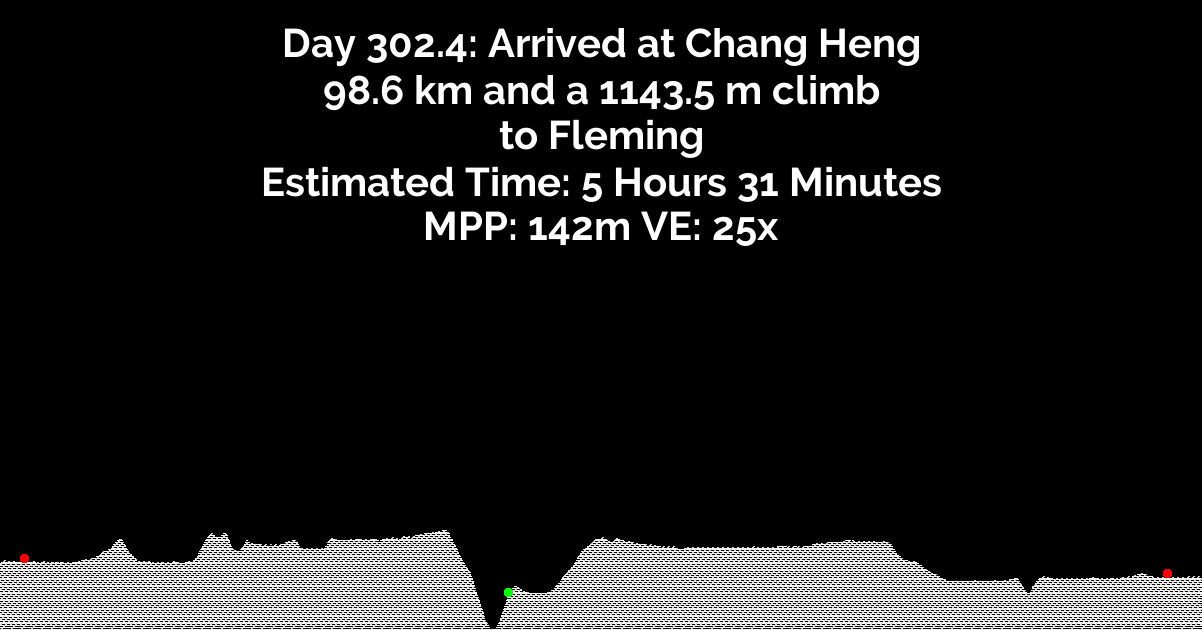 Day 302.4: Arrived at Chang Heng
98.6 km and a 1143.5 m climb
to Fleming
Estimated Time: 5 Hours 31 Minutes
MPP: 142m VE: 25x